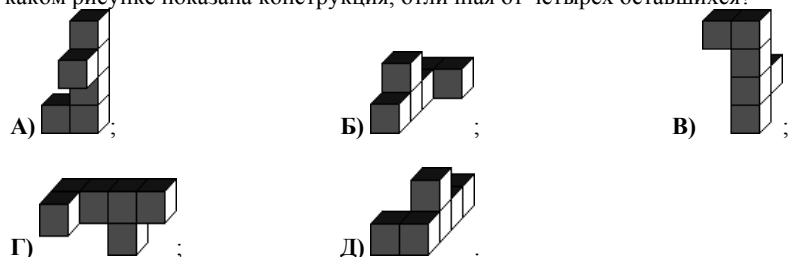 каком рисунке показана конструкция, отличная от четырех оставшихся?
А) ; Б) ; В) ;
Г) ; Д) .